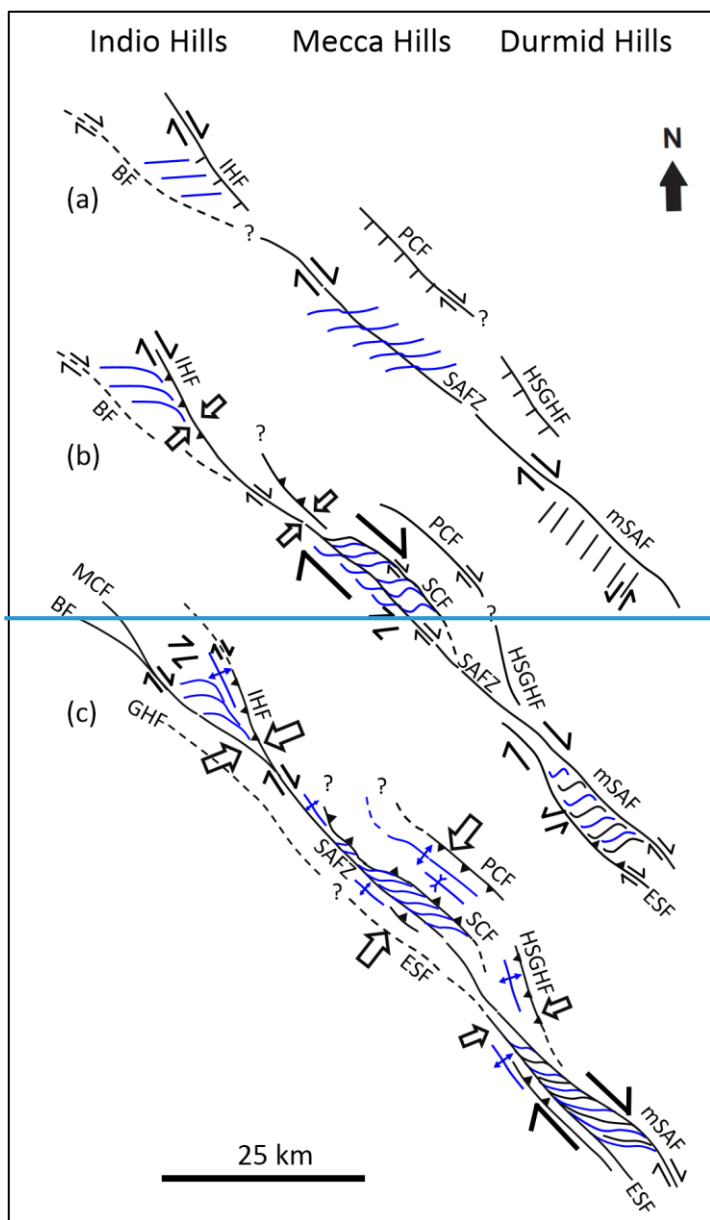 Indio Hills Mecca Hills Durmid Hills
N
(a)
BF
IHF
?
PCF
?
SAFZ
HSGHF
mSAF
(b)
BF
IHF
?
PCF
SCF
?
SAFZ
HSGHF
mSAF
ESF
(c)
MCF
BF
GHF
IHF
?
?
SAFZ
?
PCF
SCF
ESF
HSGHF
mSAF
ESF
25 km